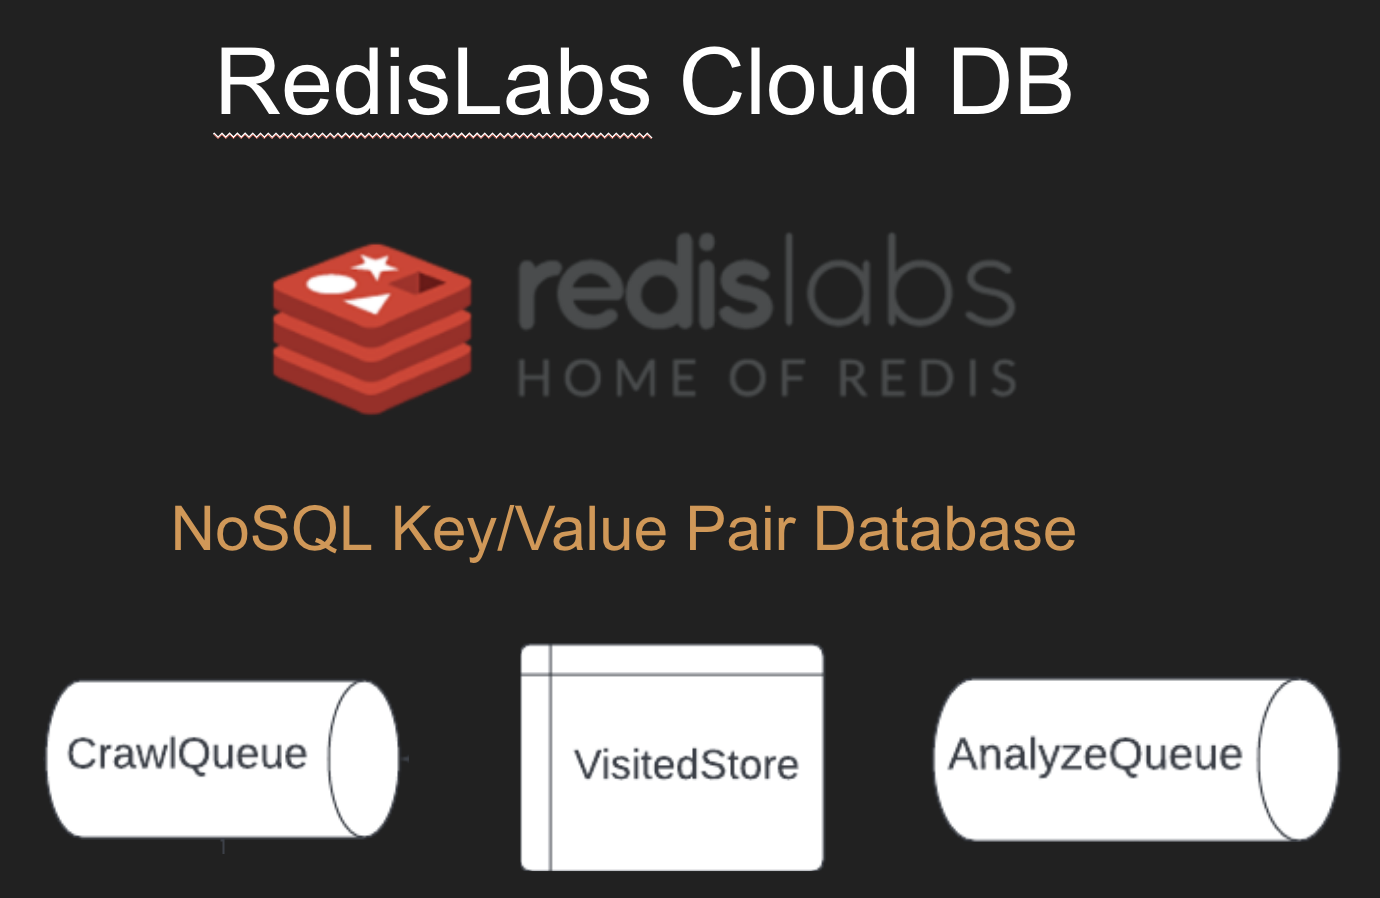 RedisLabs Cloud DB
redislabs
HOME OF REDIS
NoSQL Key/Value Pair Database
CrawlQueue
VisitedStore
AnalyzeQueue